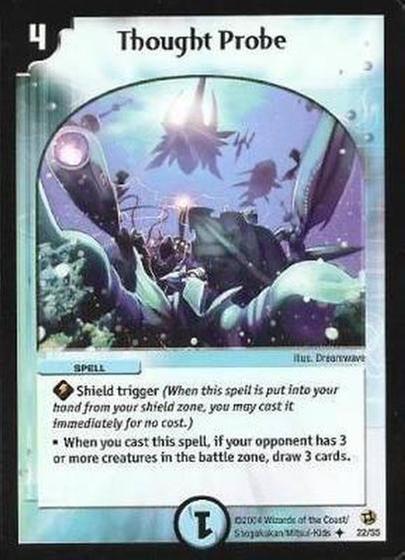 4
Thought Probe
Illus. Dreamwave
SPELL
Shield trigger (When this spell is put into your
hand from your shield zone, you may cast it
immediately for no cost.)
▪ When you cast this spell, if your opponent has 3
or more creatures in the battle zone, draw 3 cards.
1
©2004 Wizards of the Coast/
Shogakukan/Mitsui-Kids 22/55